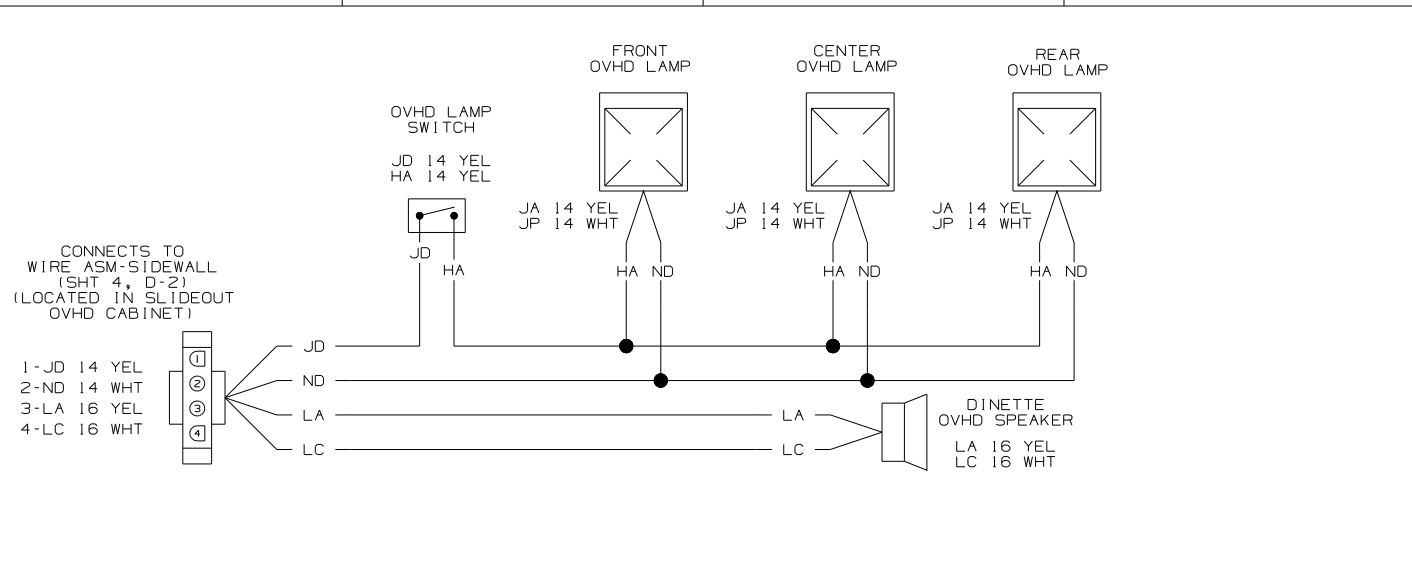 FRONT
OVHD LAMP
CENTER
OVHD LAMP
REAR
OVHD LAMP
OVHD LAMP
SWITCH
JD 14 YEL
HA 14 YEL
JA 14 YEL
JP 14 WHT
JA 14 YEL
JP 14 WHT
JA 14 YEL
JP 14 WHT
JD
HA
HA ND
HA ND
HA ND
CONNECTS TO
WIRE ASM-SIDEWALL
(SHT 4, D-2)
(LOCATED IN SLIDEOUT
OVHD CABINET)
1-JD 14 YEL
2-ND 14 WHT
3-LA 16 YEL
4-LC 16 WHT
1
2
3
4
JD
ND
LA
LC
LA
LC
DINETTE
OVHD SPEAKER
LA 16 YEL
LC 16 WHT